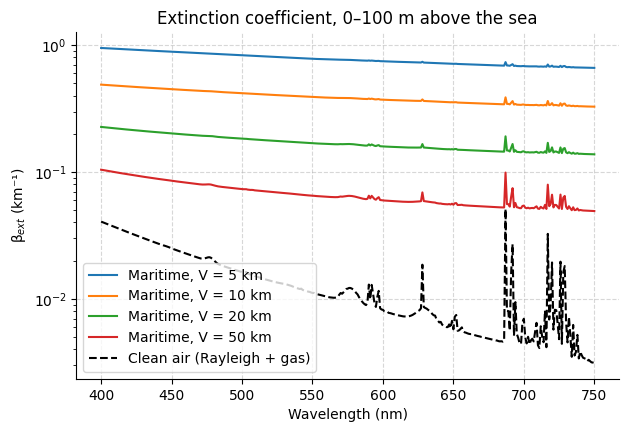 Extinction coefficient, 0–100 m above the sea
10⁰
10⁻¹
10⁻²
βₑₓₜ (km⁻¹)
Maritime, V = 5 km
Maritime, V = 10 km
Maritime, V = 20 km
Maritime, V = 50 km
Clean air (Rayleigh + gas)
400 450 500 550 600 650 700 750
Wavelength (nm)